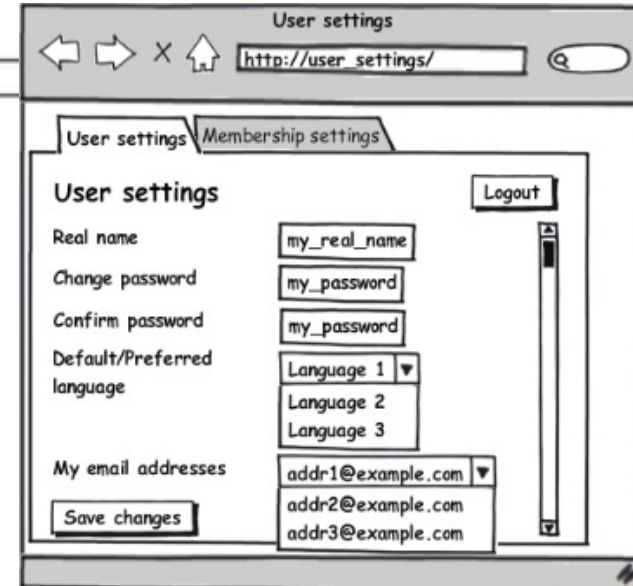 User settings
http://user_settings/
User settings
Membership settings
User settings
Logout
Real name
my_real_name
Change password
my_password
Confirm password
my_password
Default/Preferred
language
Language 1
Language 2
Language 3
My email addresses
addr1@example.com
addr2@example.com
addr3@example.com
Save changes